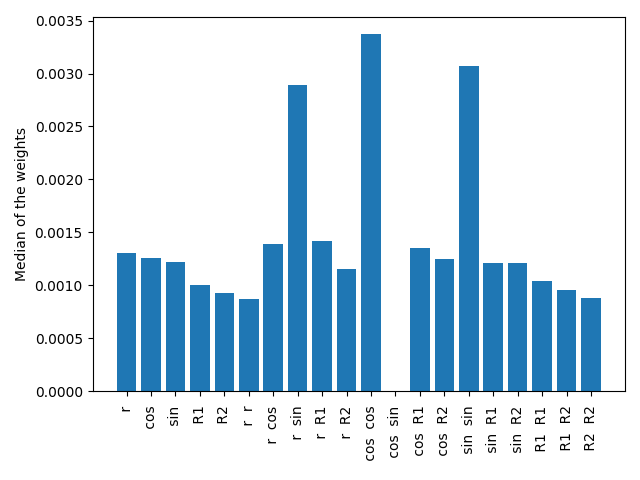 0.0035
0.0030
0.0025
0.0020
0.0015
0.0010
0.0005
0.0000
Median of the weights
r
cos
sin
R1
R2
r r
r cos
r sin
r R1
r R2
cos cos
cos sin
cos R1
cos R2
sin sin
sin R1
sin R2
R1 R1
R1 R2
R2 R2